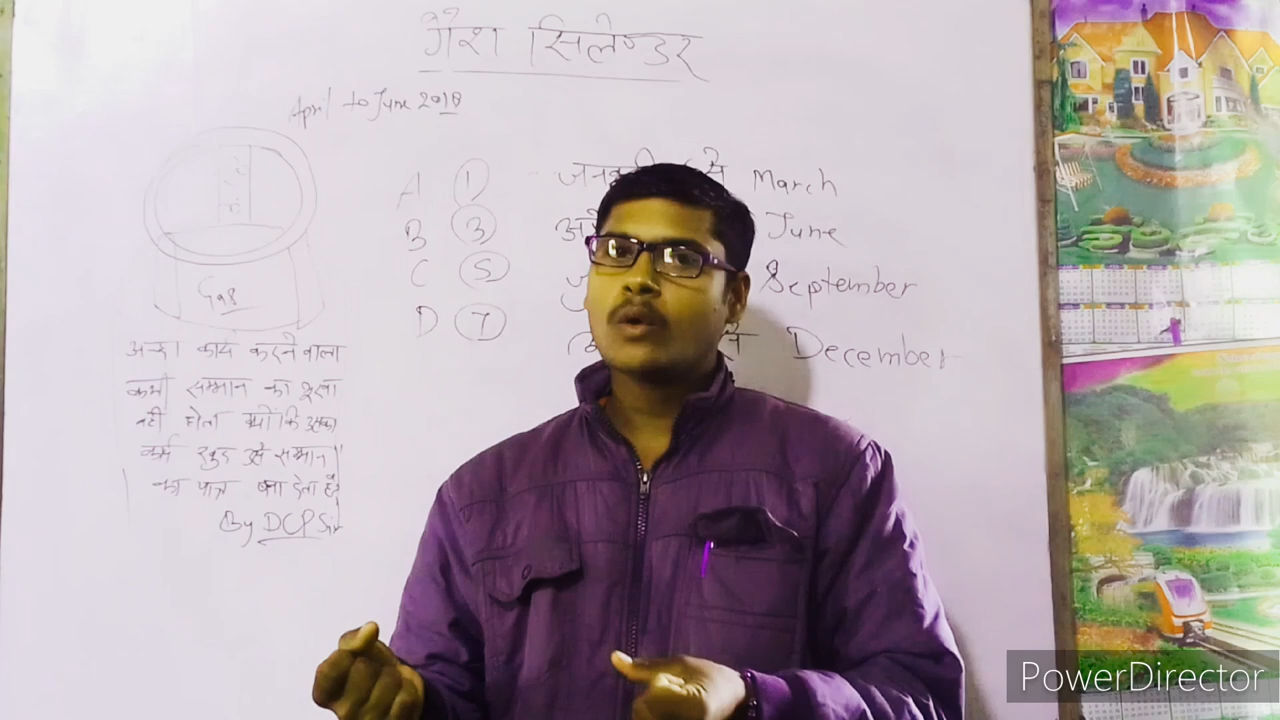 गैश सिलेण्डर
April to June 2018
A ① March
B ③ June
C ⑤ September
D ⑦ December
Gas
अच्छा कार्य करने वाला
कभी सम्मान का भूखा
नही होता क्यों कि उसका
कर्म खुद उसे सम्मान
का पात्र बना देता है
By DCP Sir
PowerDirector